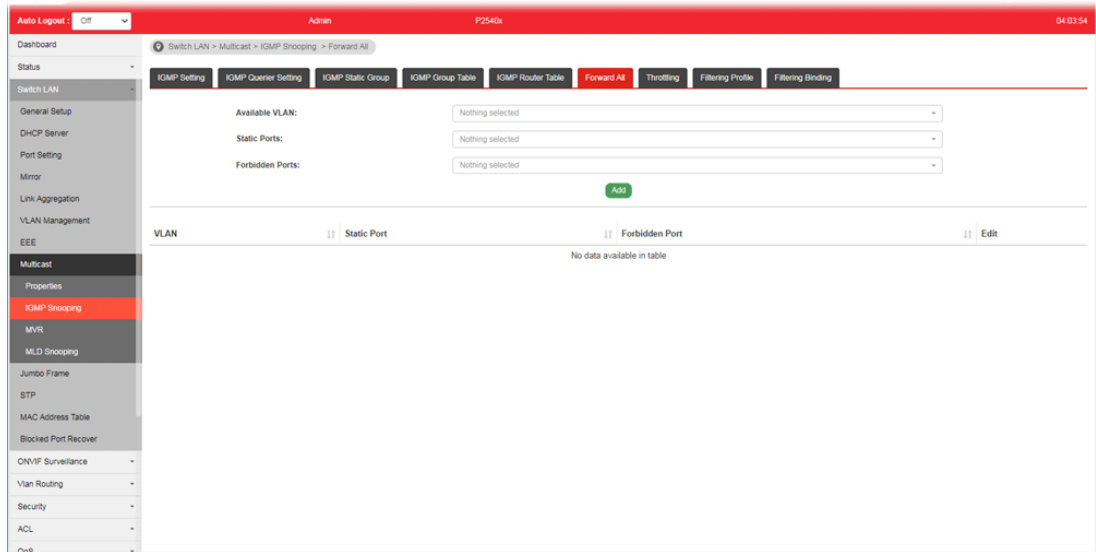 Auto Logout : Off Admin P2540x 04:03:54
Dashboard
Switch LAN > Multicast > IGMP Snooping > Forward All
Status
IGMP Setting IGMP Querier Setting IGMP Static Group IGMP Group Table IGMP Router Table Forward All Throttling Filtering Profile Filtering Binding
Switch LAN
General Setup
Available VLAN: Nothing selected
DHCP Server
Static Ports: Nothing selected
Port Setting
Forbidden Ports: Nothing selected
Mirror
Add
Link Aggregation
VLAN Management
VLAN Static Port Forbidden Port Edit
EEE
No data available in table
Multicast
Properties
IGMP Snooping
MVR
MLD Snooping
Jumbo Frame
STP
MAC Address Table
Blocked Port Recover
ONVIF Surveillance
Vlan Routing
Security
ACL
QoS